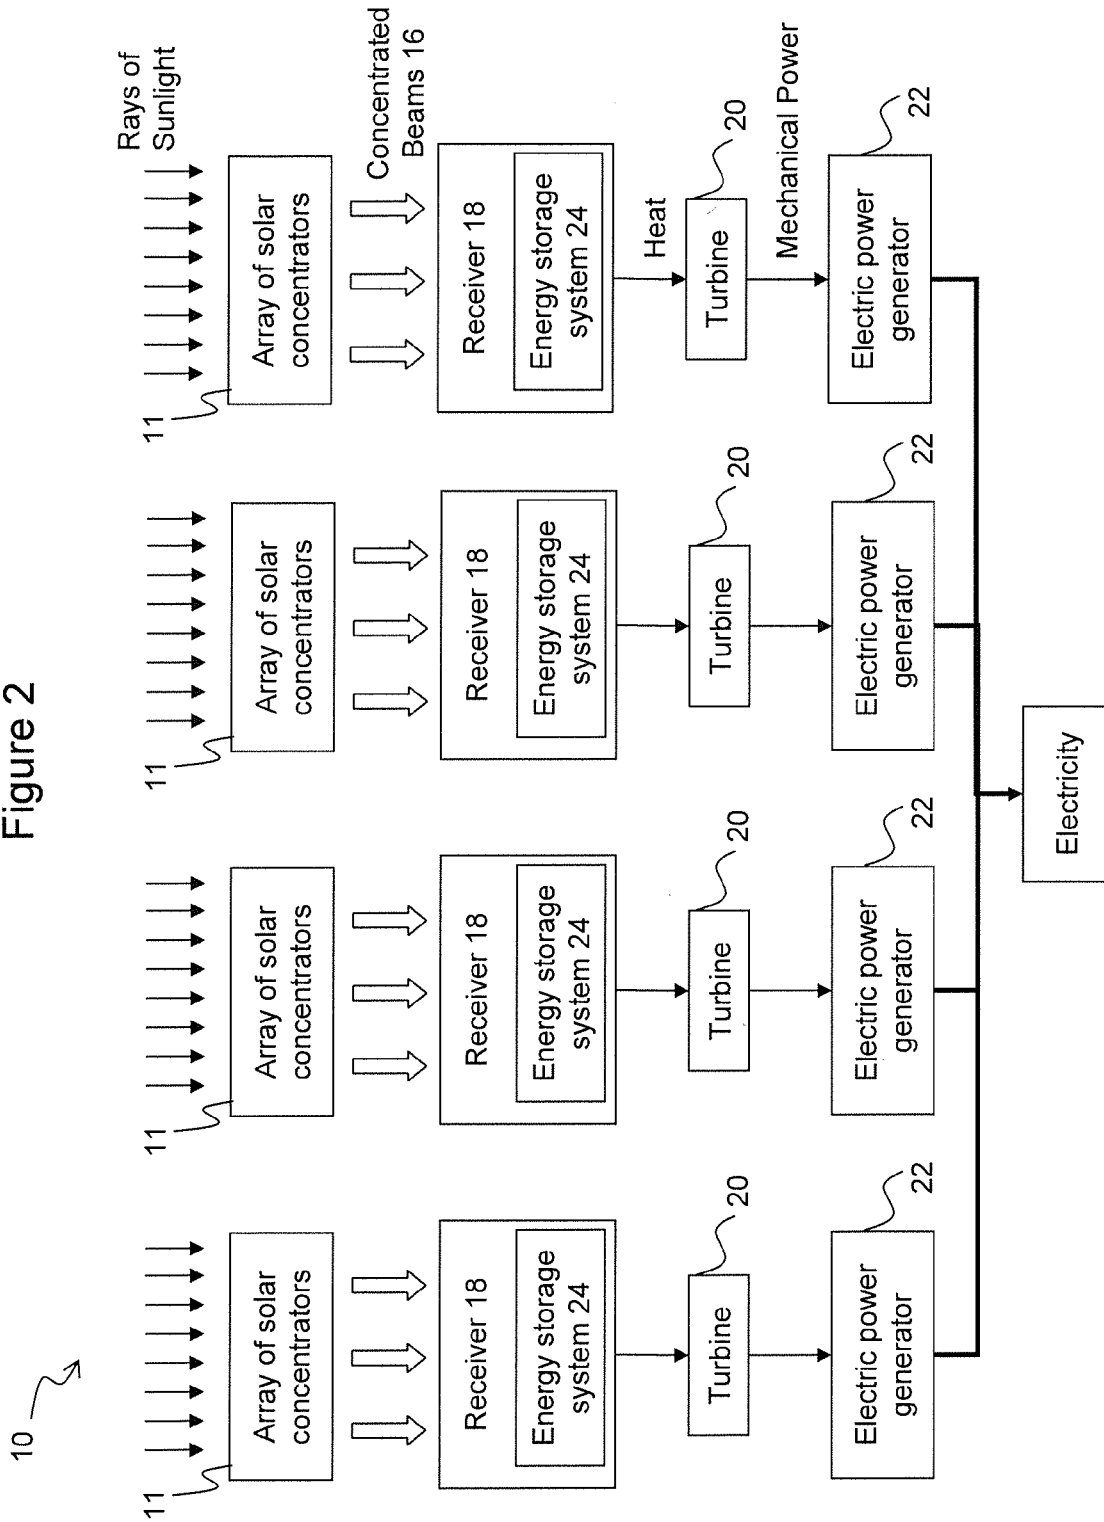 Figure 2
10
Rays of
Sunlight
11
11
11
11
Array of solar
concentrators
Array of solar
concentrators
Array of solar
concentrators
Array of solar
concentrators
Concentrated
Beams 16
Receiver 18
Energy storage
system 24
Receiver 18
Energy storage
system 24
Receiver 18
Energy storage
system 24
Receiver 18
Energy storage
system 24
Heat
20
20
20
20
Turbine
Turbine
Turbine
Turbine
Mechanical Power
22
22
22
22
Electric power
generator
Electric power
generator
Electric power
generator
Electric power
generator
Electricity